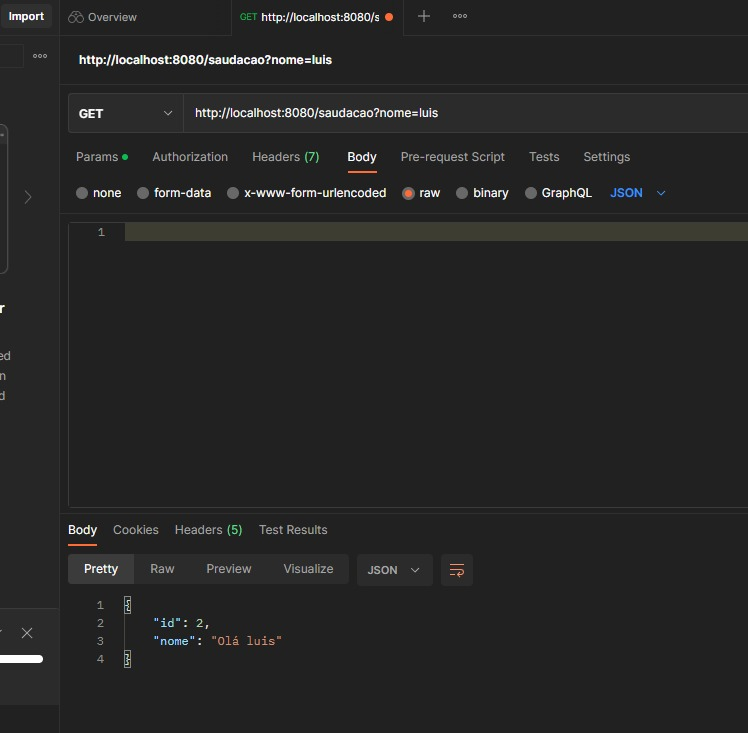 Import
Overview
GET http://localhost:8080/s
http://localhost:8080/saudacao?nome=luis
GET
http://localhost:8080/saudacao?nome=luis
Params Authorization Headers (7) Body Pre-request Script Tests Settings
none form-data x-www-form-urlencoded raw binary GraphQL JSON
1
r
ed
n
d
Body Cookies Headers (5) Test Results
Pretty Raw Preview Visualize JSON
1 {
2 "id": 2,
3 "nome": "Olá luis"
4 }